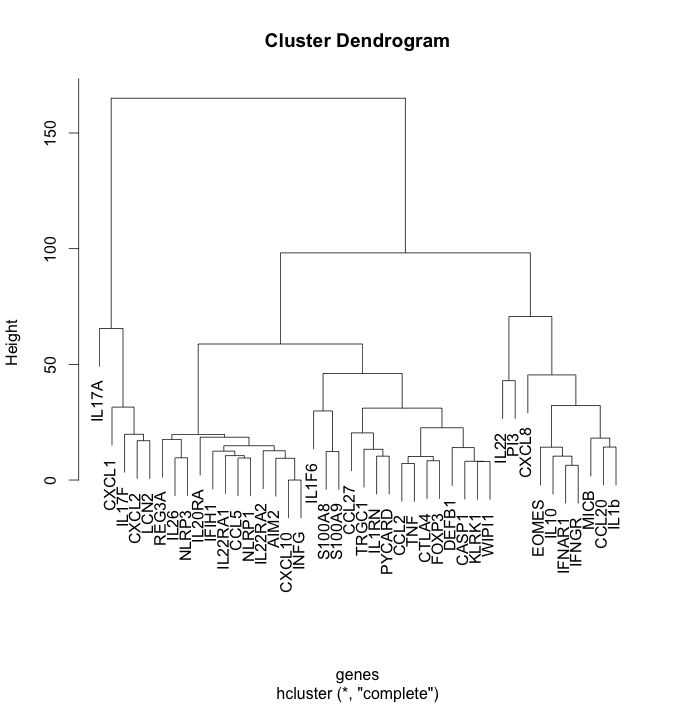 Cluster Dendrogram
Height
0
50
100
150
IL17A
CXCL1
IL17F
CXCL2
LCN2
REG3A
IL26
NLRP3
IL20RA
IFIH1
IL22RA1
CCL5
NLRP1
IL22RA2
AIM2
CXCL10
INFG
IL1F6
S100A8
S100A9
CCL27
TRGC1
IL1RN
PYCARD
CCL2
TNF
CTLA4
FOXP3
DEFB1
CASP1
KLRK1
WIPI1
IL22
PI3
CXCL8
EOMES
IL10
IFNAR1
IFNGR
MICB
CCL20
IL1b
genes
hcluster (*, "complete")